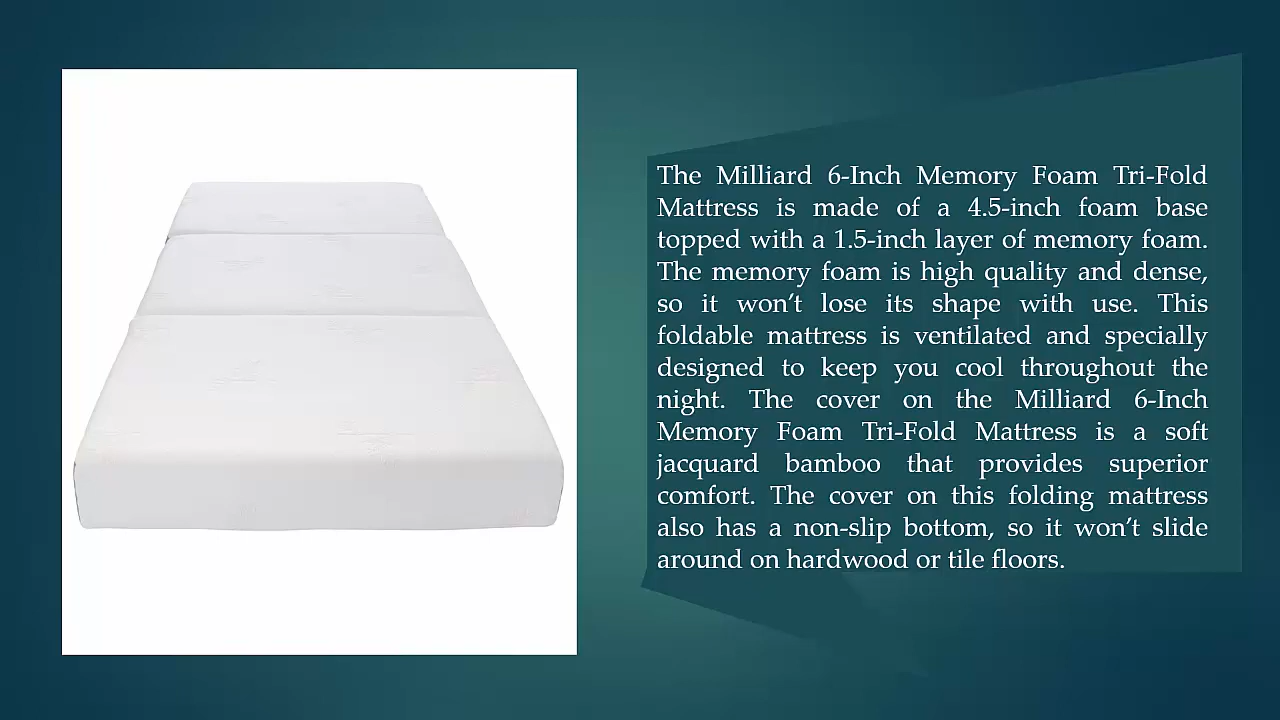 The Milliard 6-Inch Memory Foam Tri-Fold
Mattress is made of a 4.5-inch foam base
topped with a 1.5-inch layer of memory foam.
The memory foam is high quality and dense,
so it won’t lose its shape with use. This
foldable mattress is ventilated and specially
designed to keep you cool throughout the
night. The cover on the Milliard 6-Inch
Memory Foam Tri-Fold Mattress is a soft
jacquard bamboo that provides superior
comfort. The cover on this folding mattress
also has a non-slip bottom, so it won’t slide
around on hardwood or tile floors.